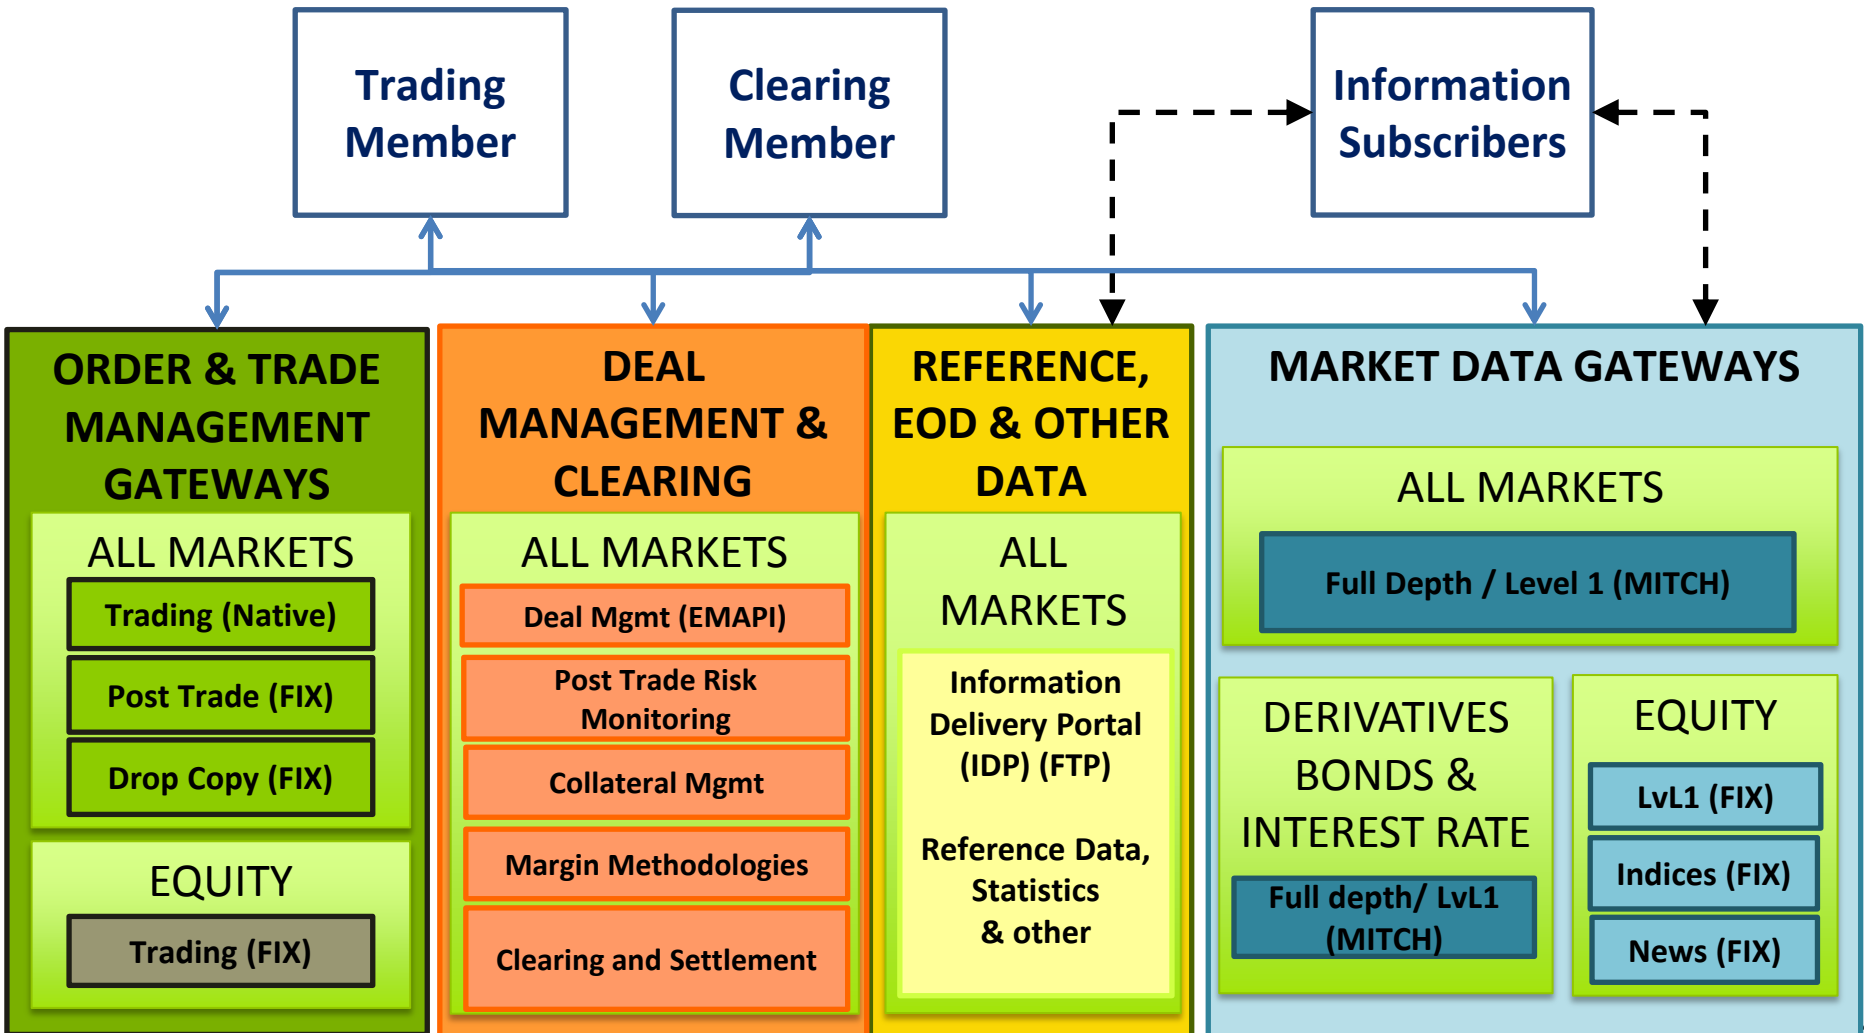 Trading
Member
Clearing
Member
Information
Subscribers
ORDER & TRADE
MANAGEMENT
GATEWAYS
ALL MARKETS
Trading (Native)
Post Trade (FIX)
Drop Copy (FIX)
EQUITY
Trading (FIX)
DEAL
MANAGEMENT &
CLEARING
ALL MARKETS
Deal Mgmt (EMAPI)
Post Trade Risk
Monitoring
Collateral Mgmt
Margin Methodologies
Clearing and Settlement
REFERENCE,
EOD & OTHER
DATA
ALL
MARKETS
Information
Delivery Portal
(IDP) (FTP)
Reference Data,
Statistics
& other
MARKET DATA GATEWAYS
ALL MARKETS
Full Depth / Level 1 (MITCH)
DERIVATIVES
BONDS &
INTEREST RATE
Full depth/ LvL1
(MITCH)
EQUITY
LvL1 (FIX)
Indices (FIX)
News (FIX)